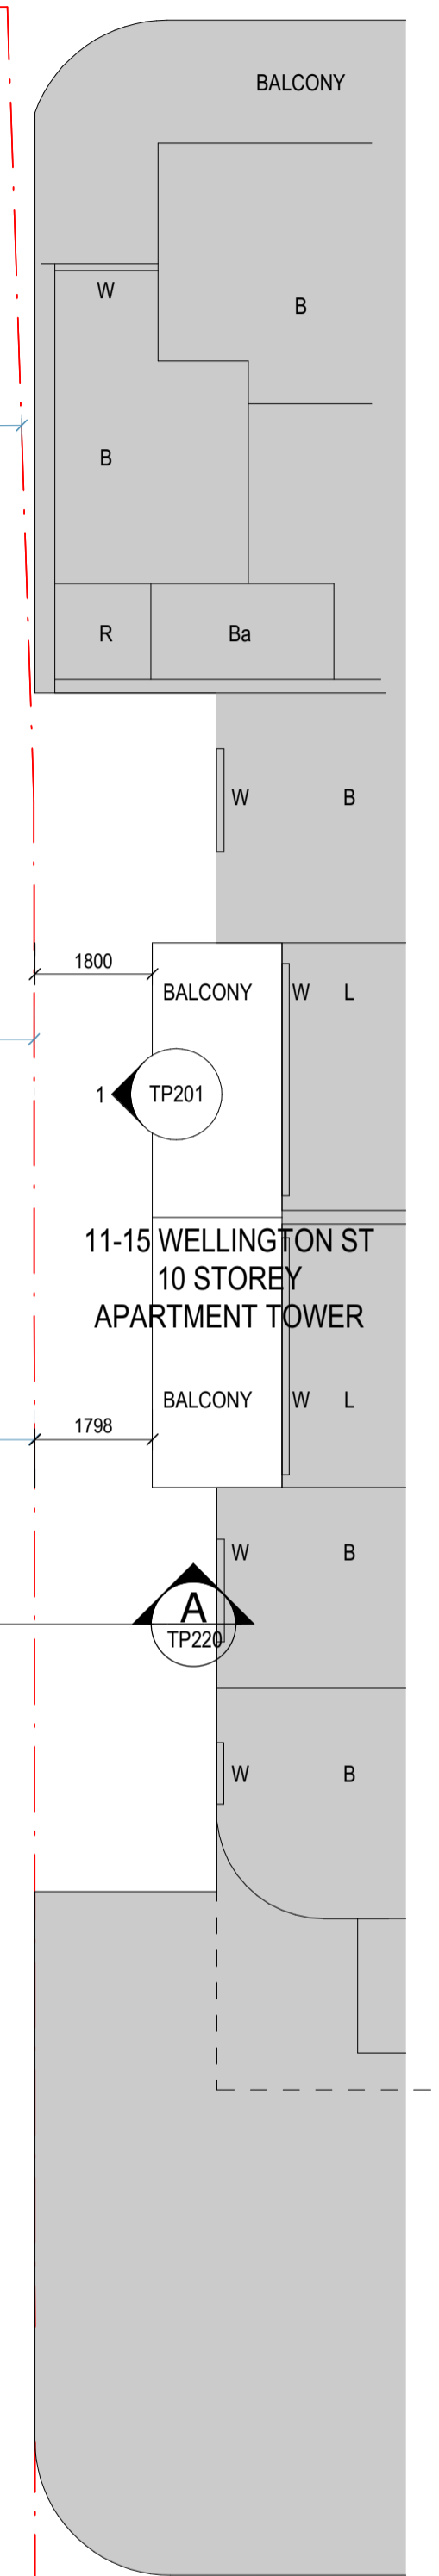 BALCONY
W
B
B
R
Ba
W
B
1800
BALCONY
W
L
1
TP201
11-15 WELLINGTON ST
10 STOREY
APARTMENT TOWER
BALCONY
W
L
1798
W
B
A
TP220
W
B